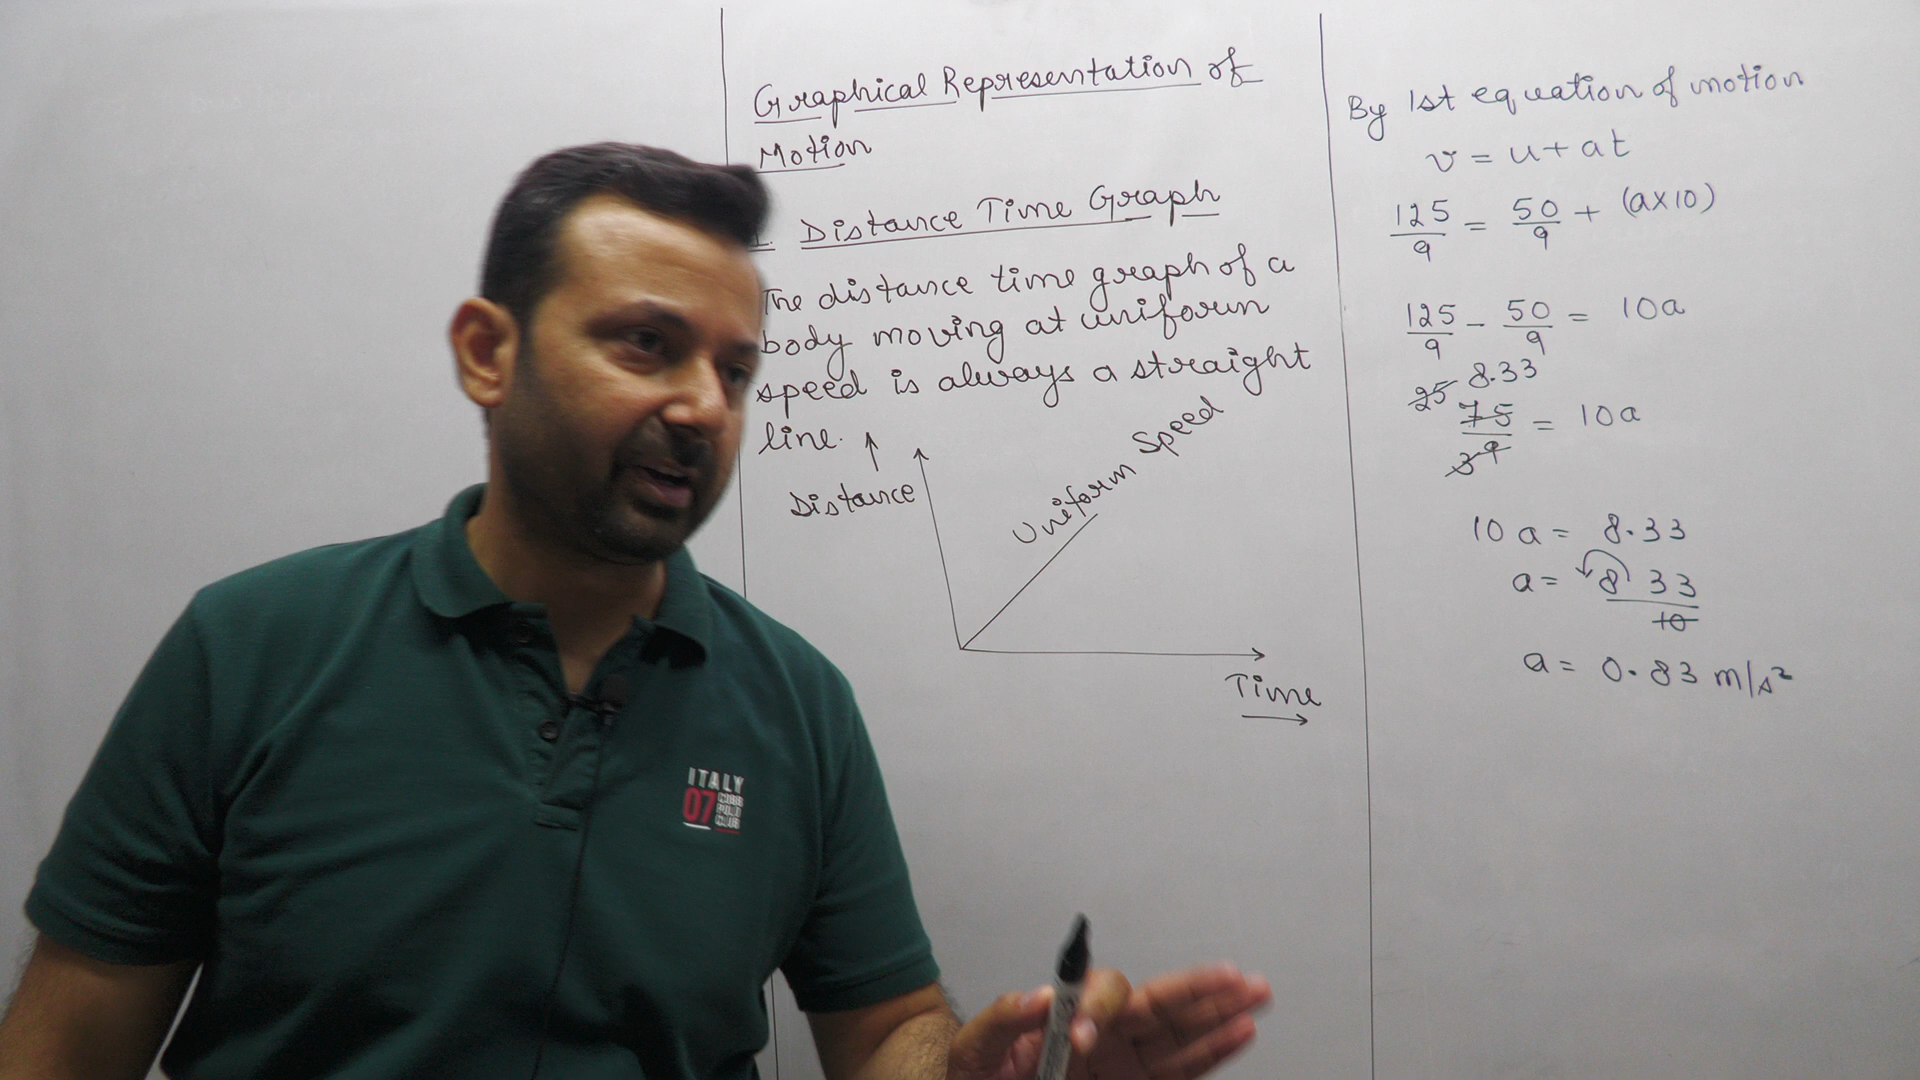 Graphical Representation of
Motion
1. Distance Time Graph
The distance time graph of a
body moving at uniform
speed is always a straight
line.
Distance
Uniform Speed
Time
By 1st equation of motion
v = u + at
125/9 = 50/9 + (a×10)
125/9 - 50/9 = 10a
25 8.33
75/9 = 10a
3
10 a = 8.33
a = 8 33/10
a = 0.83 m/s²
ITALY
07